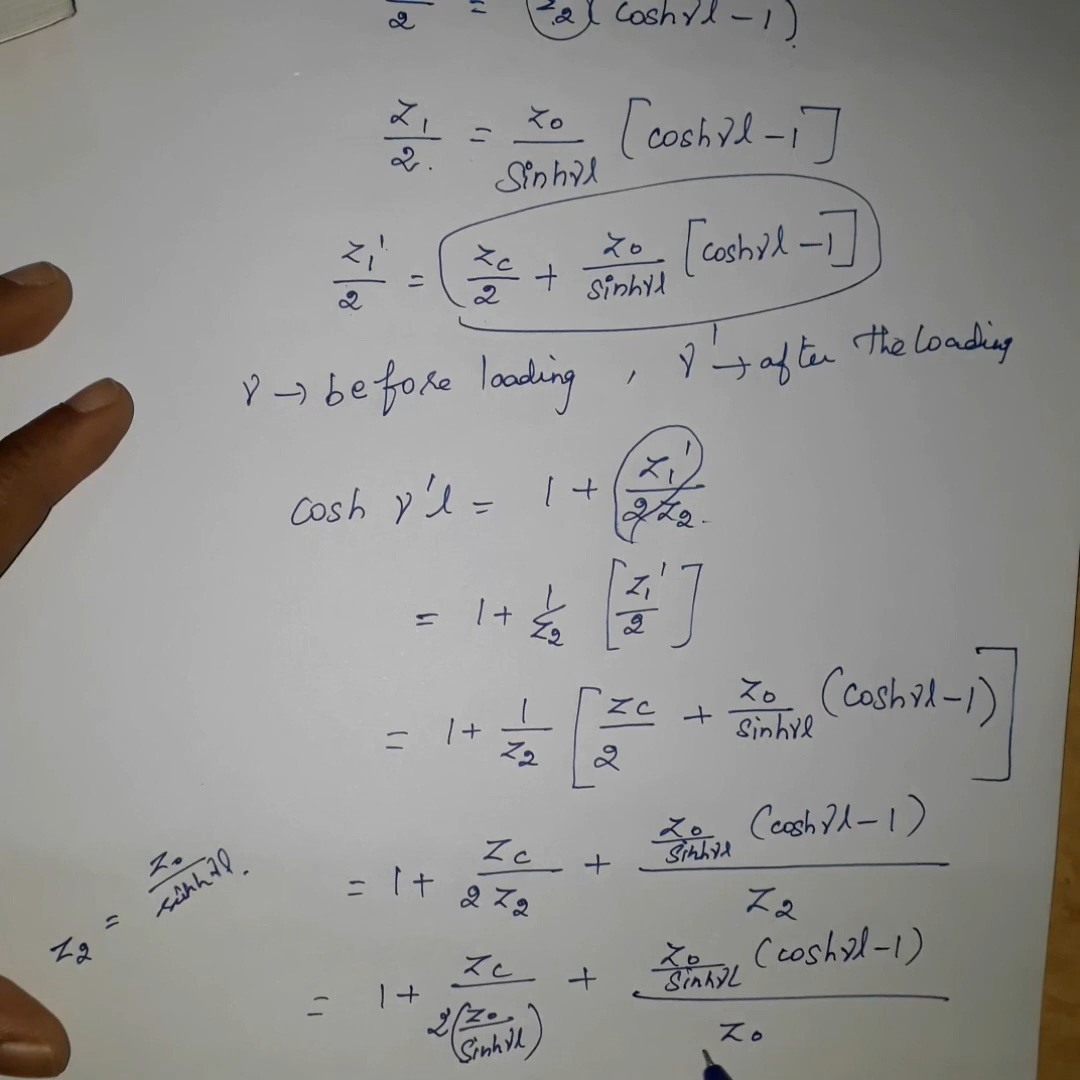 /2 = Z2 (coshγl - 1)
Z1/2. = Z0/Sinhγl [coshγl - 1]
Z1'/2 = Zc/2 + Z0/sinhγl [coshγl - 1]
γ → before loading , γ' → after the loading
cosh γ'l = 1 + Z1'/2Z2.
= 1 + 1/Z2 [Z1'/2]
= 1 + 1/Z2 [Zc/2 + Z0/sinhγl (coshγl - 1)]
= 1 + Zc/2Z2 + Z0/Sinhγl (coshγl - 1)/Z2
Z2 = Z0/sinhγl.
= 1 + Zc/2(Z0/Sinhγl) + Z0/Sinhγl (coshγl - 1)/Z0